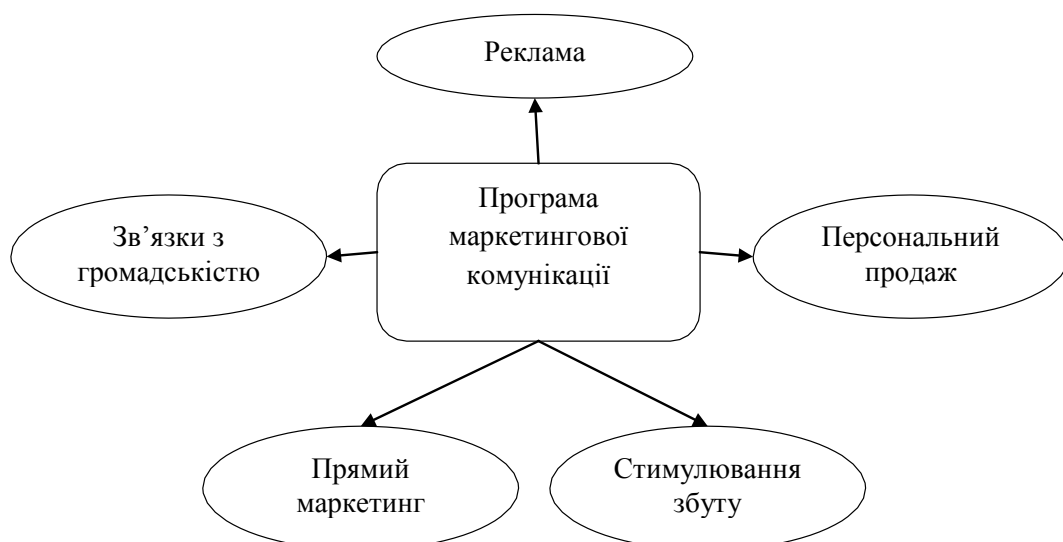 Реклама
Програма
маркетингової
комунікації
Зв’язки з
громадськістю
Персональний
продаж
Прямий
маркетинг
Стимулювання
збуту